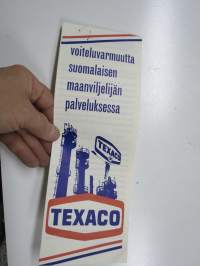 voiteluvarmuutta
suomalaisen
maanviljelijän
palveluksessa
TEXACO
TEXACO